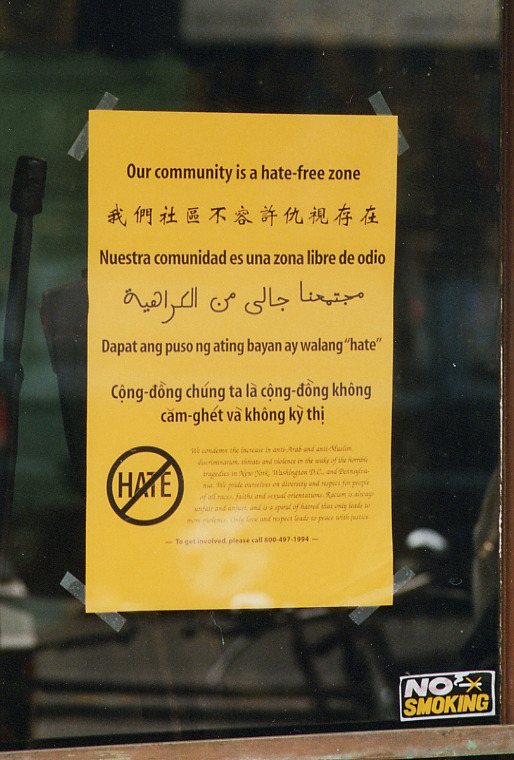 Our community is a hate-free zone
我們社區不容許仇視存在
Nuestra comunidad es una zona libre de odio
مجتمعنا خالى من الكراهية
Dapat ang puso ng ating bayan ay walang "hate"
Cộng-đồng chúng ta là cộng-đồng không
căm-ghét và không kỳ thị
HATE
We condemn the increase in anti-Arab and anti-Muslim
discrimination, threats and violence in the wake of the horrible
tragedies in New York, Washington D.C., and Pennsylva-
nia. We pride ourselves on diversity and respect for people
of all races, faiths and sexual orientations. Racism is always
unfair and unjust, and is a spiral of hatred that only leads to
more violence. Only love and respect leads to peace with justice.
— To get involved, please call 800-497-1994 —
NO
SMOKING